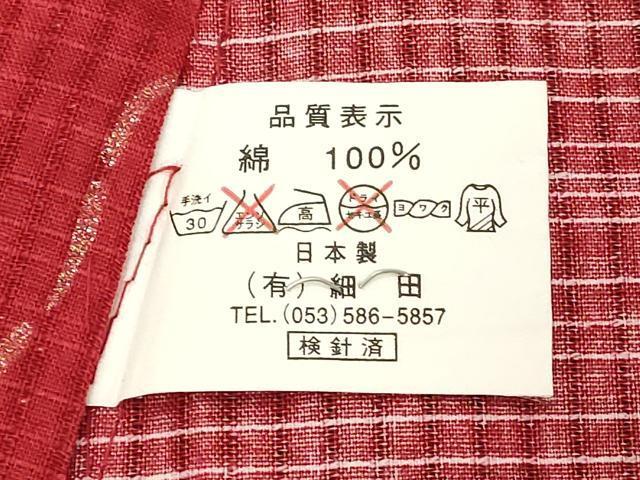 品質表示
綿 100%
手洗イ 30 エンソ サラシ 高 ドライ セキユ系 ヨワク 平
日本製
(有)細田
TEL.(053)586-5857
検針済